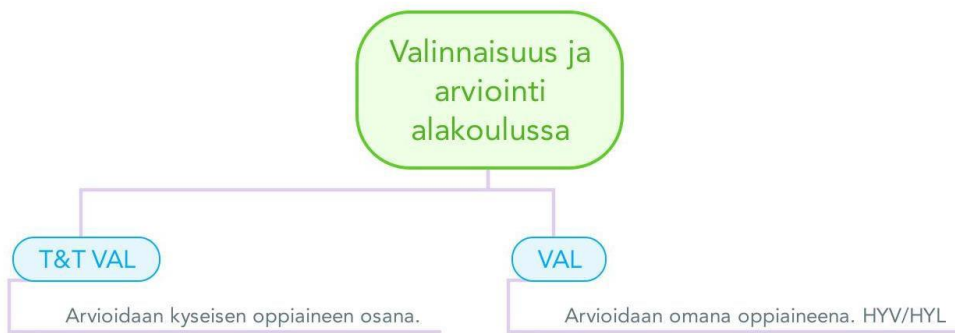 Valinnaisuus ja
arviointi
alakoulussa
T&T VAL
VAL
Arvioidaan kyseisen oppiaineen osana.
Arvioidaan omana oppiaineena. HYV/HYL